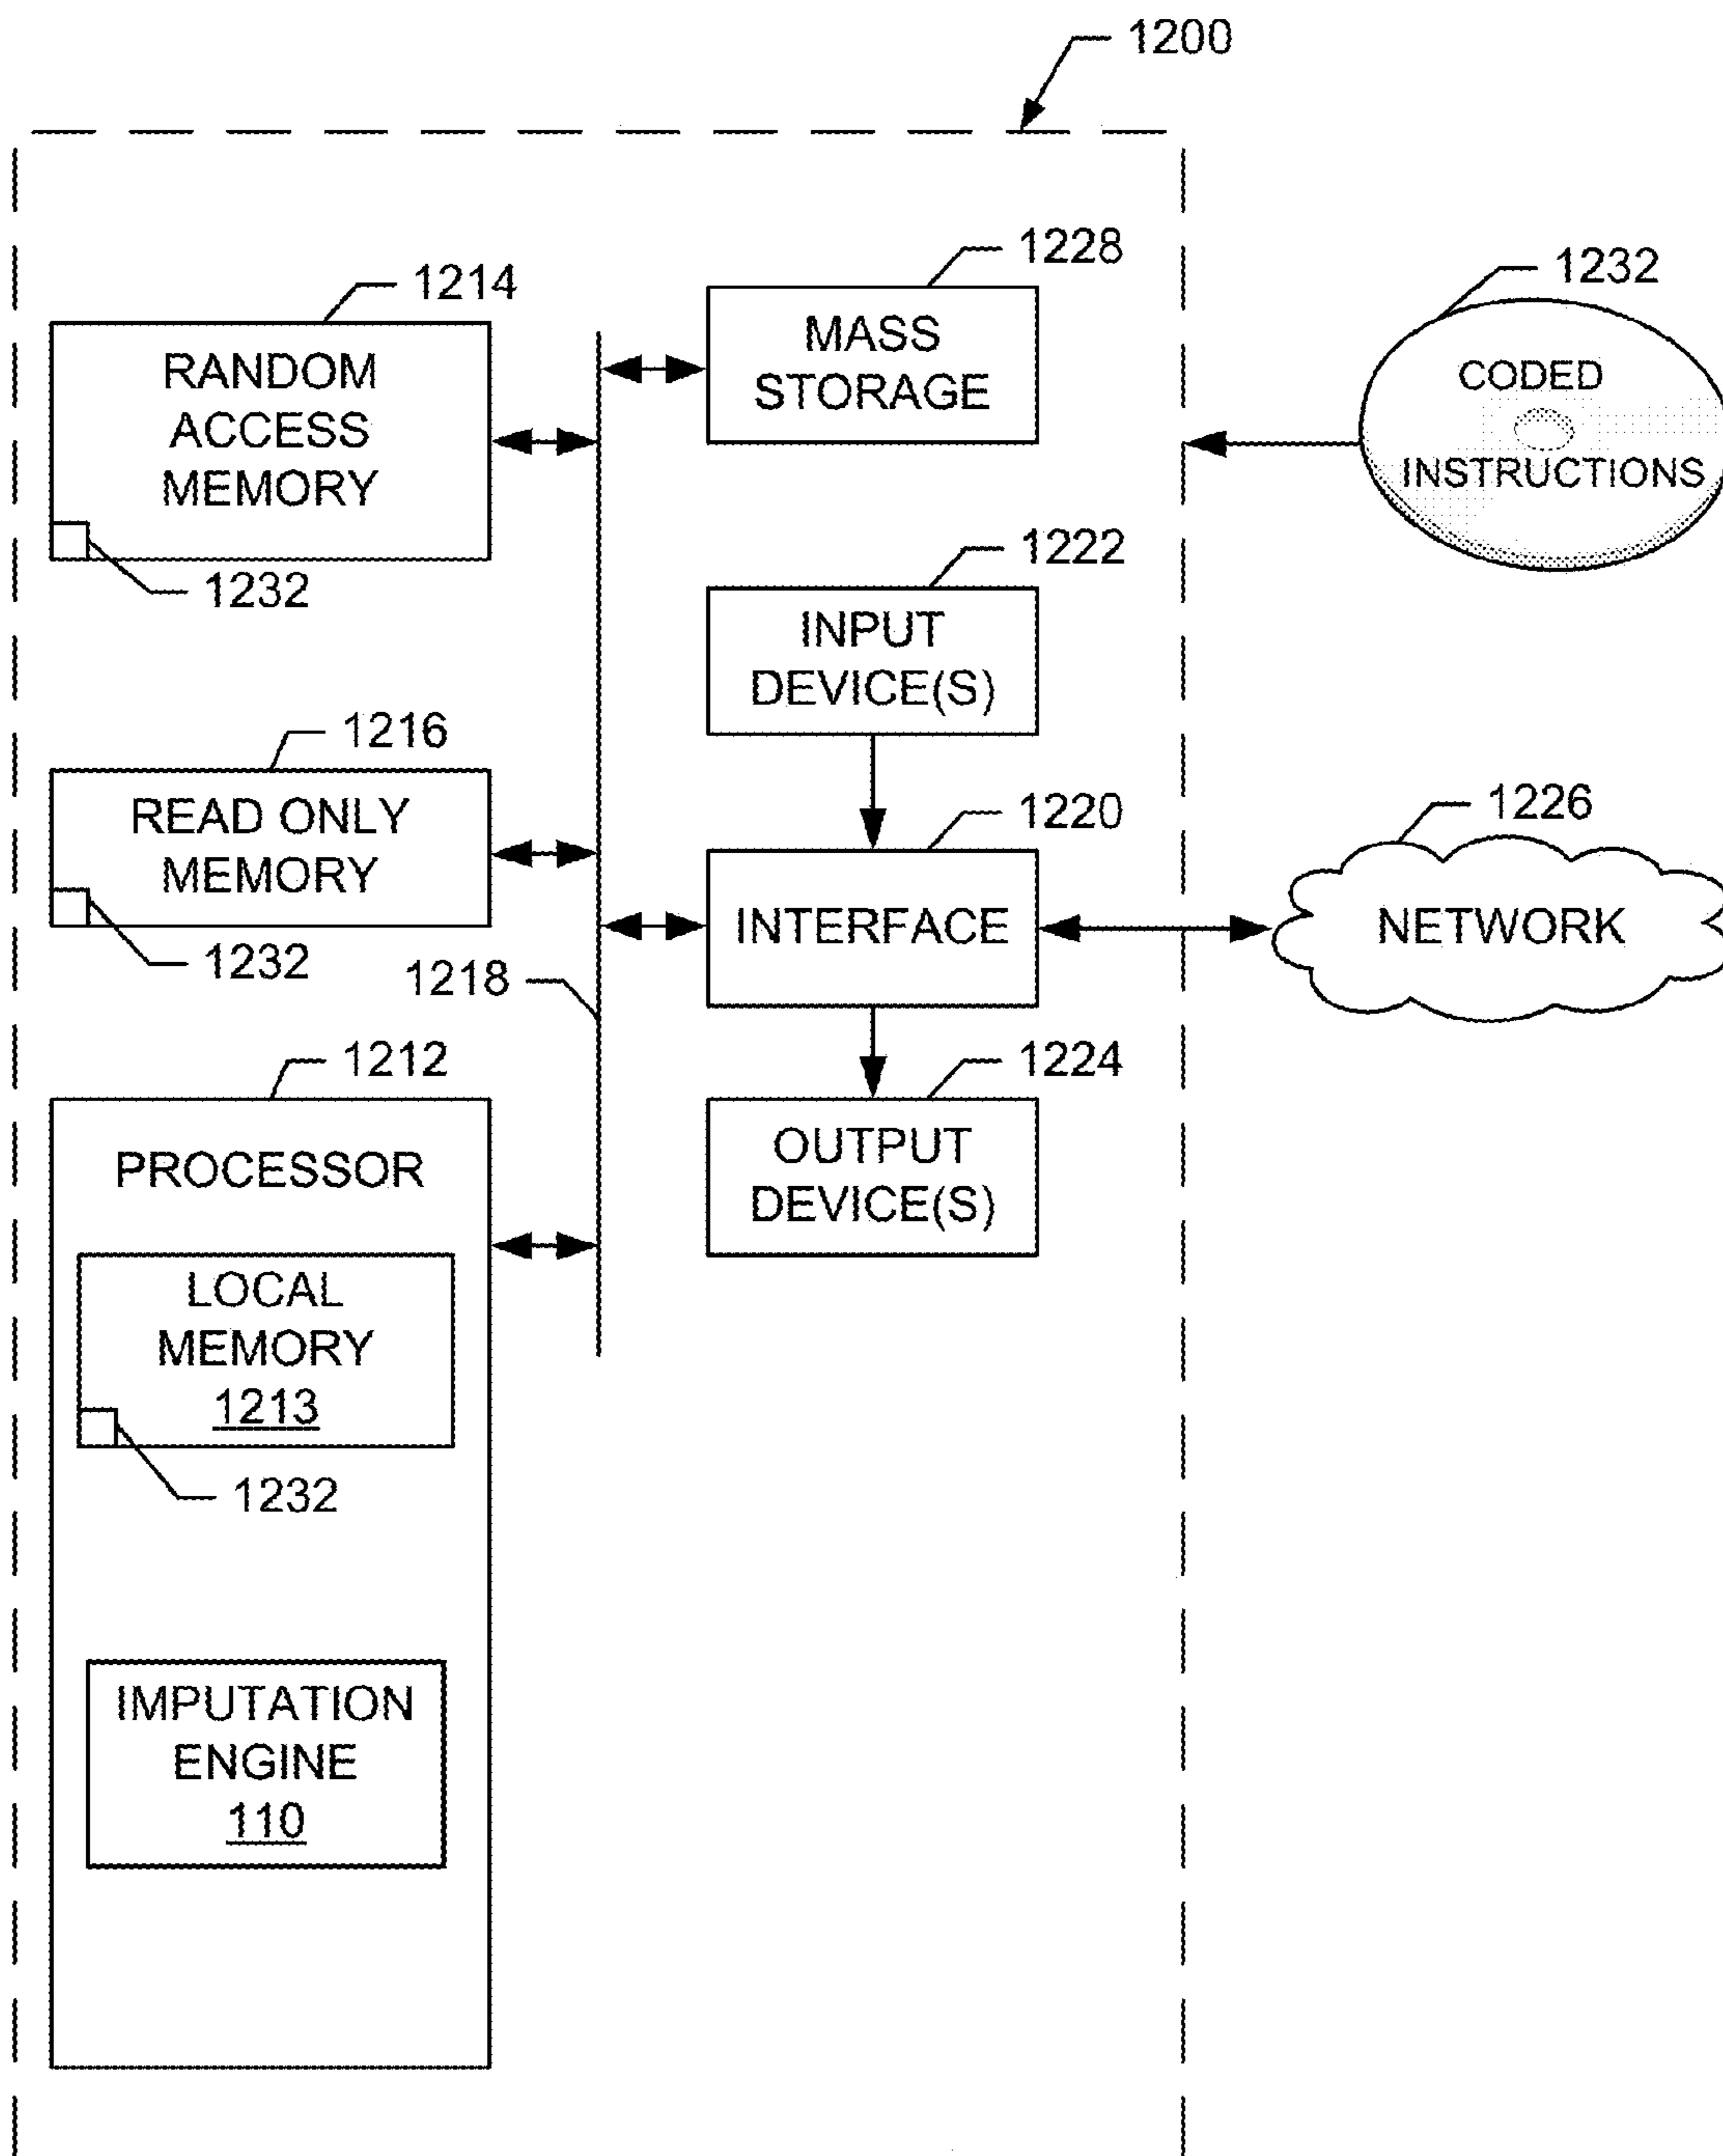 1200
1214
RANDOM
ACCESS
MEMORY
1232
1228
MASS
STORAGE
1232
CODED
INSTRUCTIONS
1222
INPUT
DEVICE(S)
1216
READ ONLY
MEMORY
1232
1218
1220
INTERFACE
1226
NETWORK
1212
PROCESSOR
LOCAL
MEMORY
1213
1232
1224
OUTPUT
DEVICE(S)
IMPUTATION
ENGINE
110